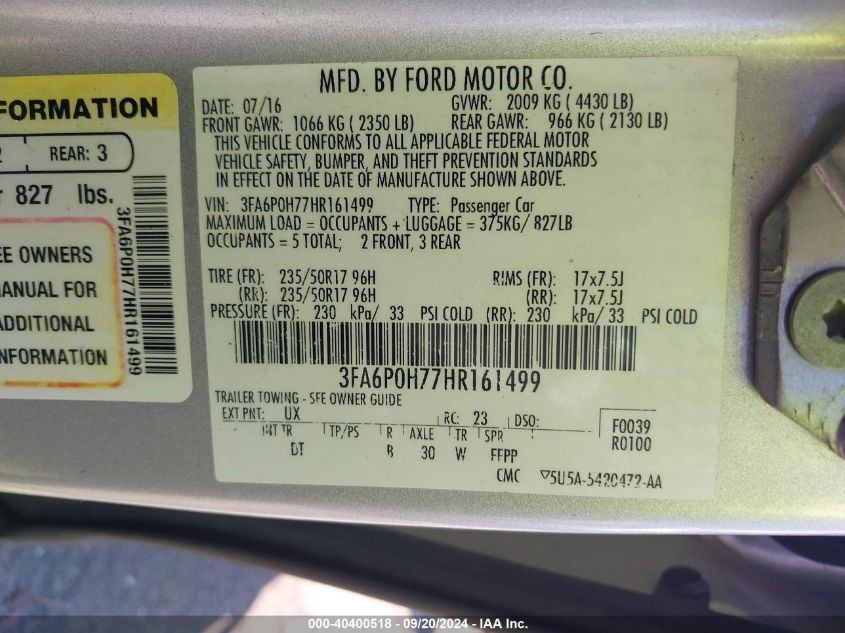 FORMATION
2 REAR: 3
r 827 lbs.
EE OWNERS
MANUAL FOR
ADDITIONAL
INFORMATION
3FA6P0H77HR161499
MFD. BY FORD MOTOR CO.
DATE: 07/16 GVWR: 2009 KG ( 4430 LB)
FRONT GAWR: 1066 KG ( 2350 LB) REAR GAWR: 966 KG ( 2130 LB)
THIS VEHICLE CONFORMS TO ALL APPLICABLE FEDERAL MOTOR
VEHICLE SAFETY, BUMPER, AND THEFT PREVENTION STANDARDS
IN EFFECT ON THE DATE OF MANUFACTURE SHOWN ABOVE.
VIN: 3FA6P0H77HR161499 TYPE: Passenger Car
MAXIMUM LOAD = OCCUPANTS + LUGGAGE = 375KG/ 827LB
OCCUPANTS = 5 TOTAL; 2 FRONT, 3 REAR
TIRE (FR): 235/50R17 96H RIMS (FR): 17x7.5J
(RR): 235/50R17 96H (RR): 17x7.5J
PRESSURE (FR): 230 kPa/ 33 PSI COLD (RR): 230 kPa/ 33 PSI COLD
3FA6P0H77HR161499
TRAILER TOWING - SEE OWNER GUIDE
EXT PNT: UX RC: 23 DSO: F0039
INT TR TP/PS R AXLE TR SPR R0100
DT B 30 W FFPP
CMC ▽5U5A-5420472-AA
000-40400518 - 09/20/2024 - IAA, Inc.